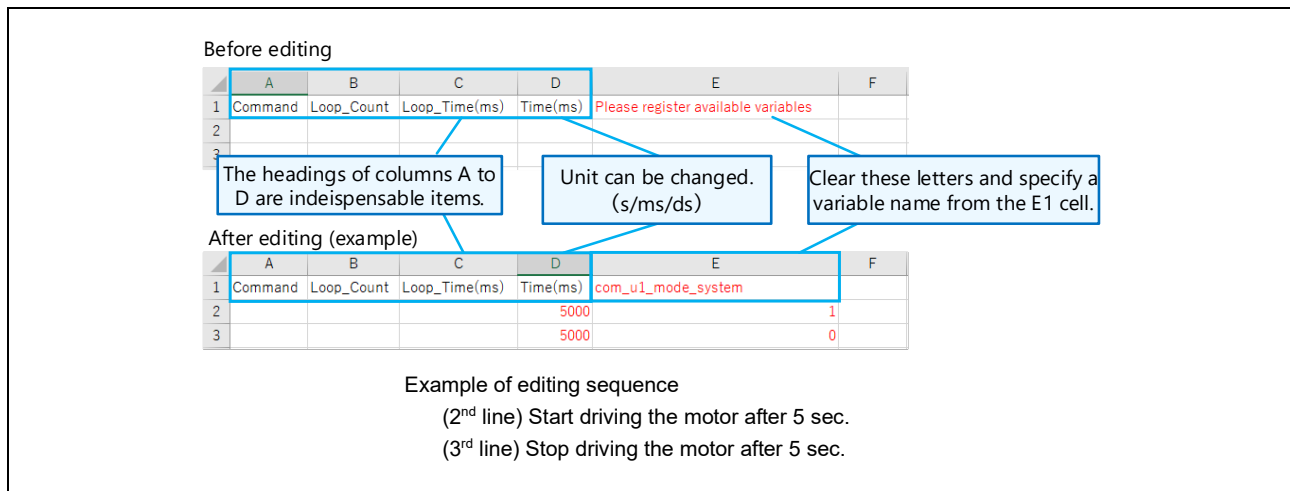 Before editing
A B C D E F
1 Command Loop_Count Loop_Time(ms) Time(ms) Please register available variables
2
3
The headings of columns A to
D are indeispensable items.
Unit can be changed.
(s/ms/ds)
Clear these letters and specify a
variable name from the E1 cell.
After editing (example)
A B C D E F
1 Command Loop_Count Loop_Time(ms) Time(ms) com_u1_mode_system
2 5000 1
3 5000 0
Example of editing sequence
(2nd line) Start driving the motor after 5 sec.
(3rd line) Stop driving the motor after 5 sec.